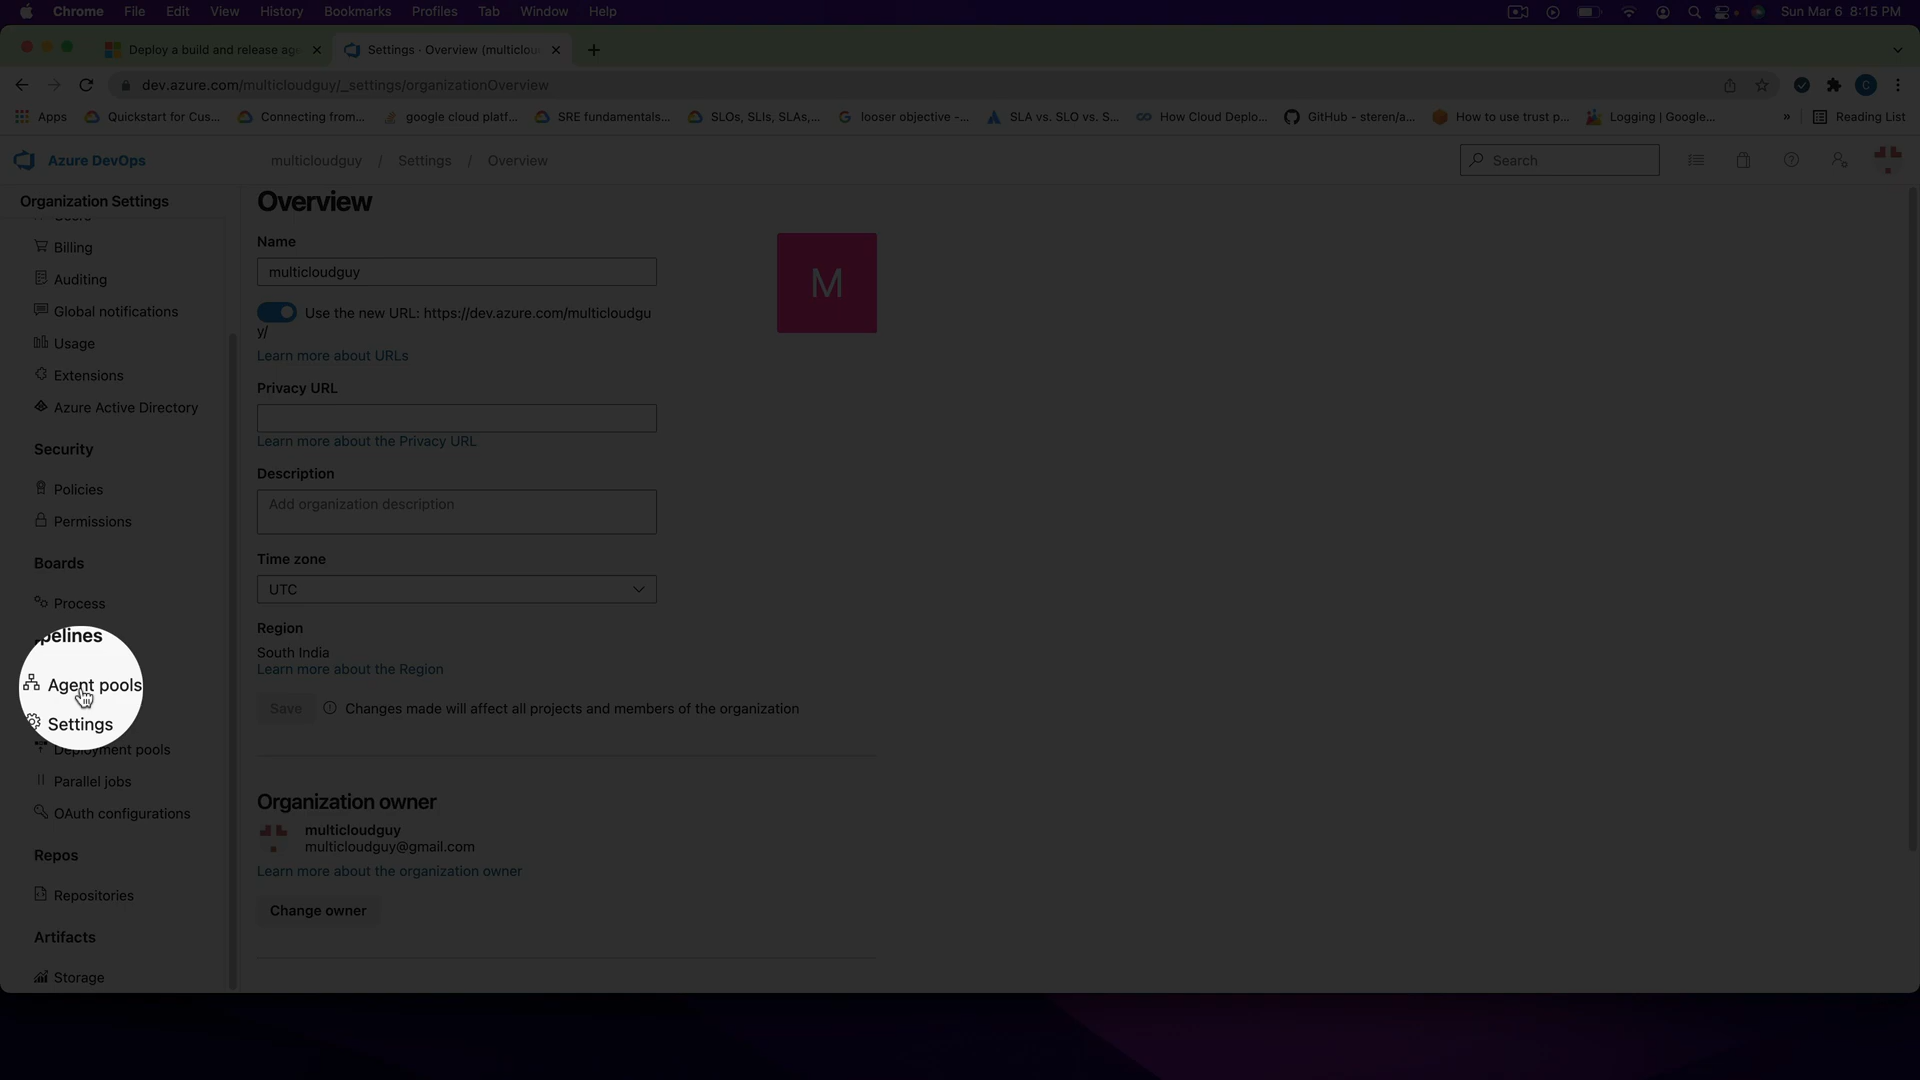 Chrome File Edit View History Bookmarks Profiles Tab Window Help Sun Mar 6 8:15 PM
Deploy a build and release age Settings · Overview (multiclou
dev.azure.com/multicloudguy/_settings/organizationOverview
Apps Quickstart for Cus... Connecting from... google cloud platf... SRE fundamentals... SLOs, SLIs, SLAs,... looser objective -... SLA vs. SLO vs. S... How Cloud Deplo... GitHub - steren/a... How to use trust p... Logging | Google... » Reading List
Azure DevOps multicloudguy / Settings / Overview Search
Organization Settings
Users
Billing
Auditing
Global notifications
Usage
Extensions
Azure Active Directory
Security
Policies
Permissions
Boards
Process
pelines
Agent pools
Settings
Deployment pools
Parallel jobs
OAuth configurations
Repos
Repositories
Artifacts
Storage
Overview
Name
multicloudguy
M
Use the new URL: https://dev.azure.com/multicloudgu
y/
Learn more about URLs
Privacy URL
Learn more about the Privacy URL
Description
Add organization description
Time zone
UTC
Region
South India
Learn more about the Region
Save Changes made will affect all projects and members of the organization
Organization owner
multicloudguy
multicloudguy@gmail.com
Learn more about the organization owner
Change owner